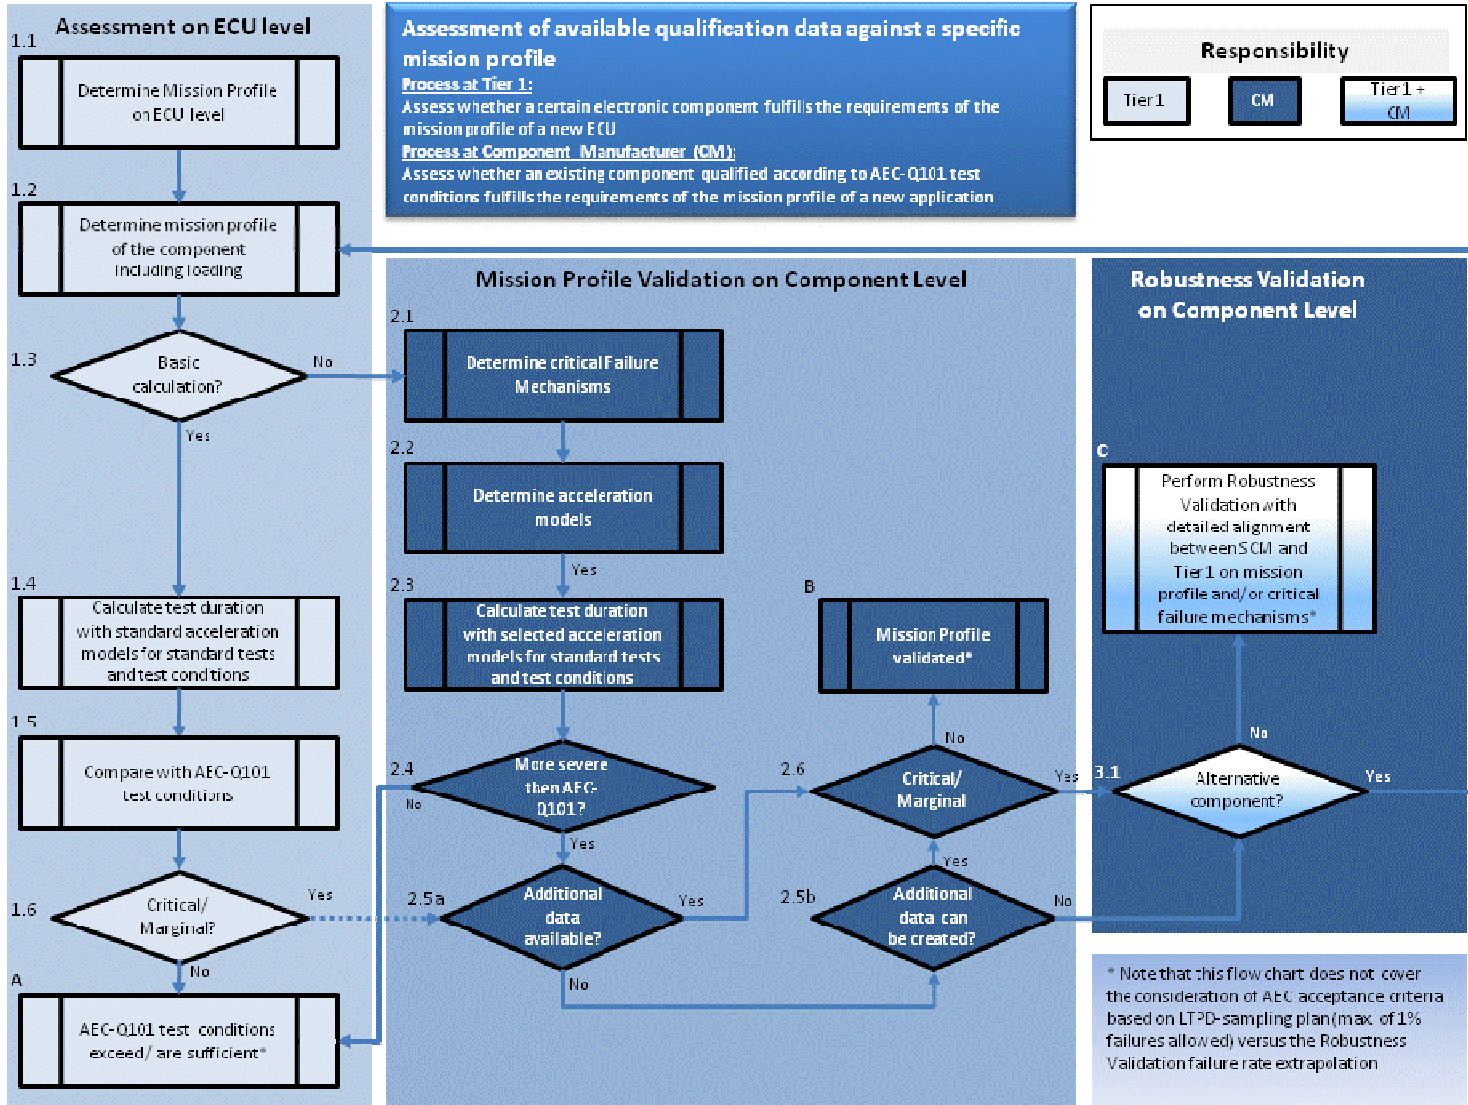 Assessment on ECU level
1.1
Determine Mission Profile
on ECU level
1.2
Determine mission profile
of the component
including loading
1.3
Basic
calculation?
No
Yes
1.4
Calculate test duration
with standard acceleration
models for standard tests
and test conditions
1.5
Compare with AEC-Q101
test conditions
1.6
Critical/
Marginal?
Yes
No
A
AEC-Q101 test conditions
exceed/ are sufficient*
Assessment of available qualification data against a specific
mission profile
Process at Tier 1:
Assess whether a certain electronic component fulfills the requirements of the
mission profile of a new ECU
Process at Component Manufacturer (CM):
Assess whether an existing component qualified according to AEC-Q101 test
conditions fulfills the requirements of the mission profile of a new application
Responsibility
Tier1
CM
Tier1 +
CM
Mission Profile Validation on Component Level
2.1
Determine critical Failure
Mechanisms
2.2
Determine acceleration
models
Yes
2.3
Calculate test duration
with selected acceleration
models for standard tests
and test conditions
2.4
More severe
then AEC-
Q101?
No
Yes
2.5a
Additional
data
available?
Yes
No
B
Mission Profile
validated*
No
2.6
Critical/
Marginal
Yes
Yes
2.5b
Additional
data can
be created?
No
Robustness Validation
on Component Level
C
Perform Robustness
Validation with
detailed alignment
between SCM and
Tier1 on mission
profile and/or critical
failure mechanisms*
No
3.1
Alternative
component?
Yes
* Note that this flow chart does not cover
the consideration of AEC acceptance criteria
based on LTPD-sampling plan (max. of 1%
failures allowed) versus the Robustness
Validation failure rate extrapolation